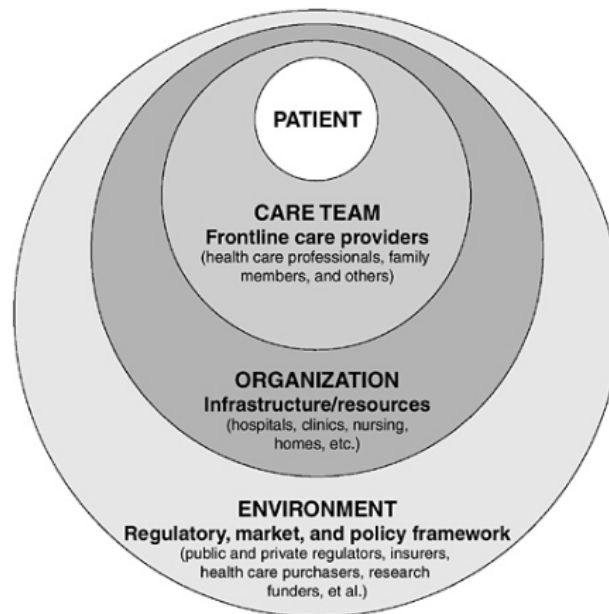 PATIENT
CARE TEAM
Frontline care providers
(health care professionals, family
members, and others)
ORGANIZATION
Infrastructure/resources
(hospitals, clinics, nursing,
homes, etc.)
ENVIRONMENT
Regulatory, market, and policy framework
(public and private regulators, insurers,
health care purchasers, research
funders, et al.)